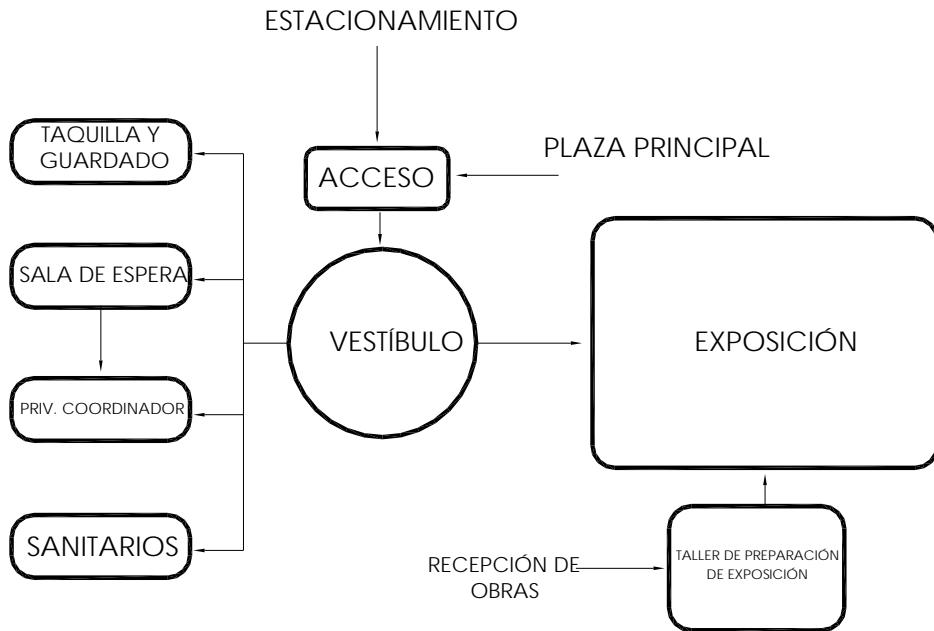 ESTACIONAMIENTO
TAQUILLA Y
GUARDADO
ACCESO
PLAZA PRINCIPAL
SALA DE ESPERA
VESTÍBULO
EXPOSICIÓN
PRIV. COORDINADOR
SANITARIOS
RECEPCIÓN DE
OBRAS
TALLER DE PREPARACIÓN
DE EXPOSICIÓN